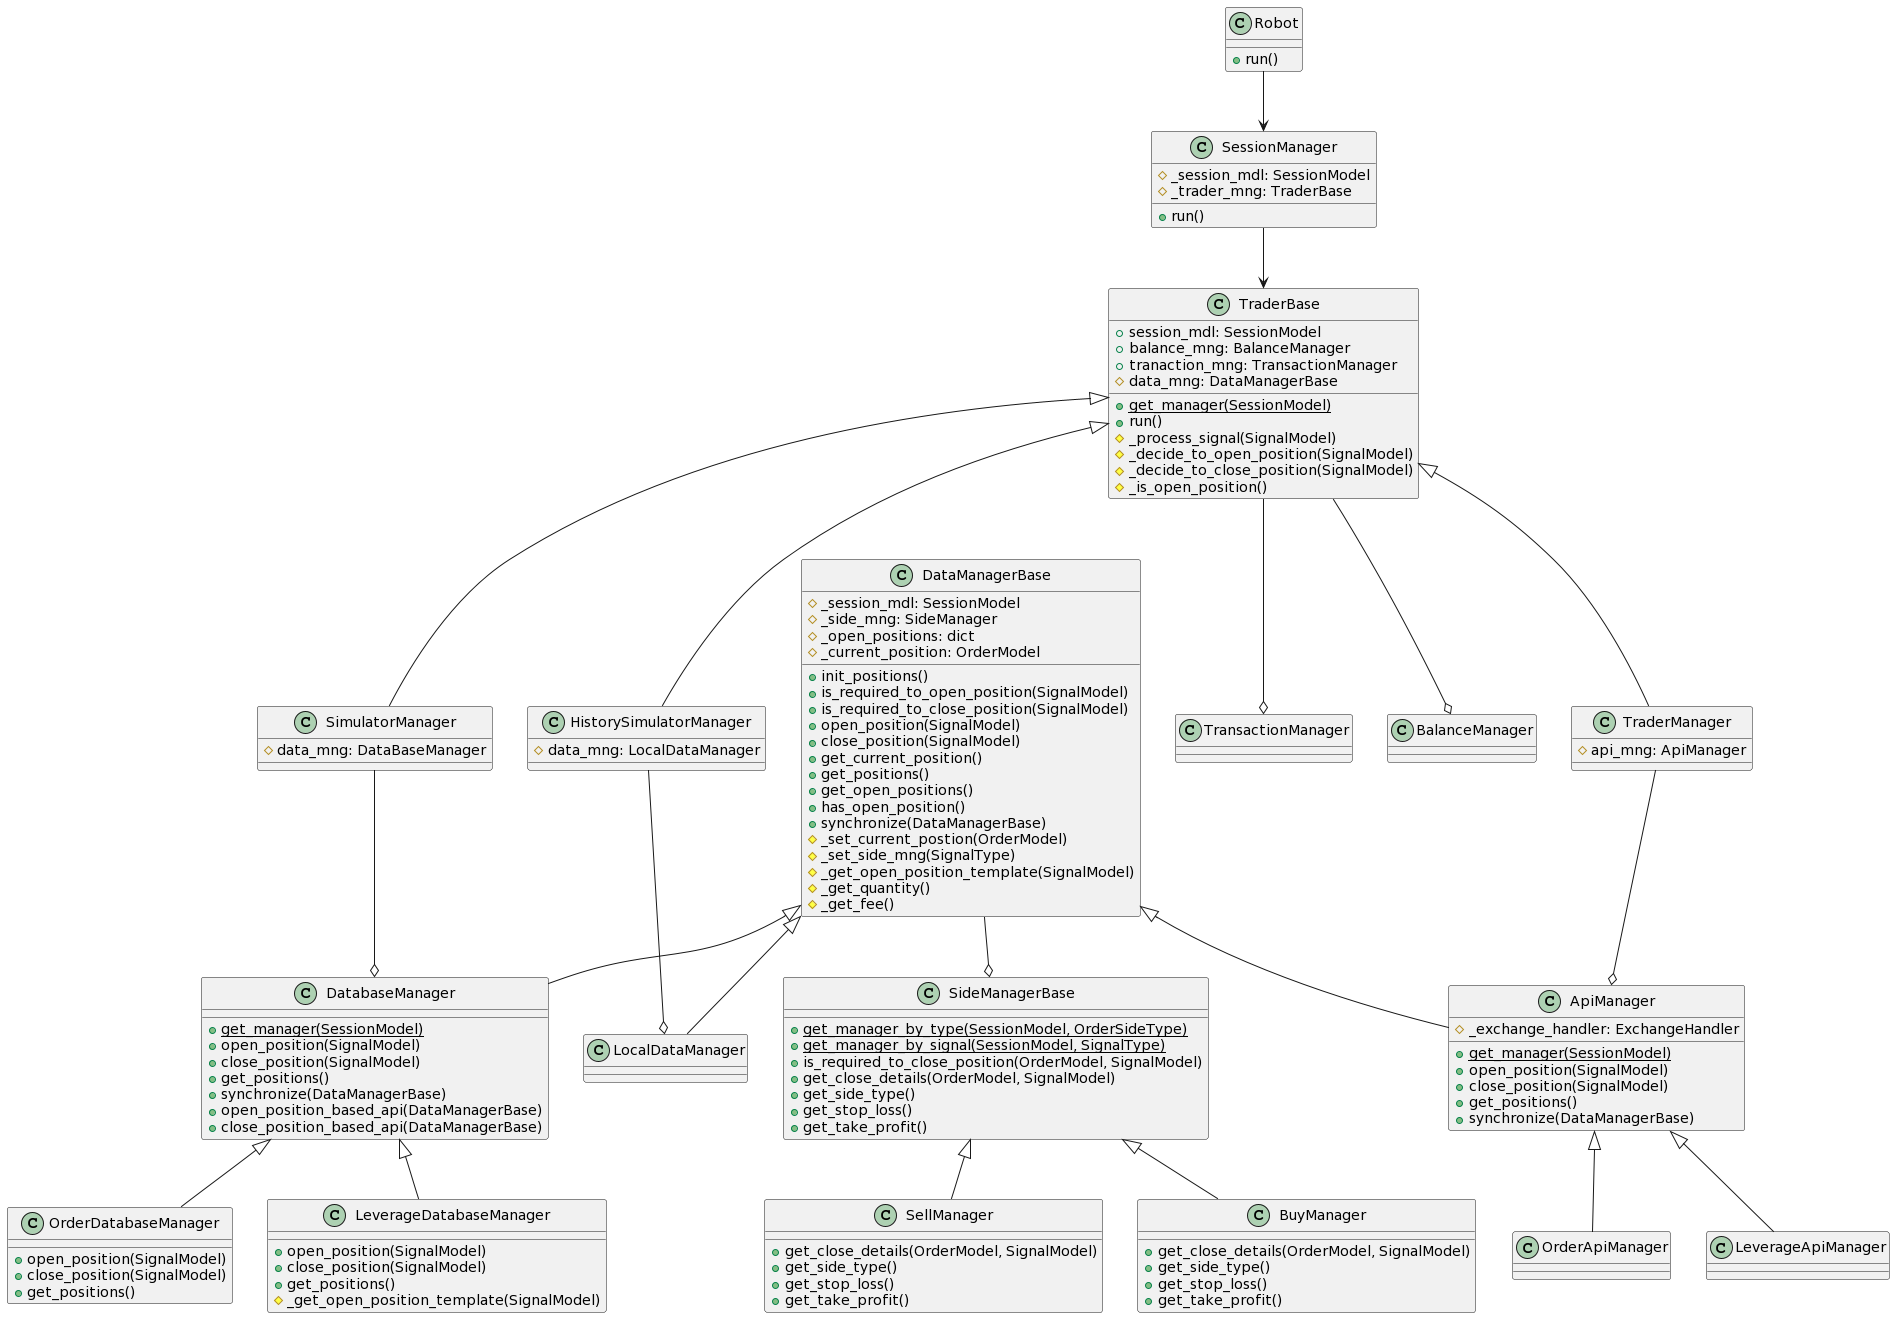 C Robot
run()
C SessionManager
_session_mdl: SessionModel
_trader_mng: TraderBase
run()
C TraderBase
session_mdl: SessionModel
balance_mng: BalanceManager
tranaction_mng: TransactionManager
data_mng: DataManagerBase
get_manager(SessionModel)
run()
_process_signal(SignalModel)
_decide_to_open_position(SignalModel)
_decide_to_close_position(SignalModel)
_is_open_position()
C DataManagerBase
_session_mdl: SessionModel
_side_mng: SideManager
_open_positions: dict
_current_position: OrderModel
init_positions()
is_required_to_open_position(SignalModel)
is_required_to_close_position(SignalModel)
open_position(SignalModel)
close_position(SignalModel)
get_current_position()
get_positions()
get_open_positions()
has_open_position()
synchronize(DataManagerBase)
_set_current_postion(OrderModel)
_set_side_mng(SignalType)
_get_open_position_template(SignalModel)
_get_quantity()
_get_fee()
C SimulatorManager
data_mng: DataBaseManager
C HistorySimulatorManager
data_mng: LocalDataManager
C TransactionManager
C BalanceManager
C TraderManager
api_mng: ApiManager
C DatabaseManager
get_manager(SessionModel)
open_position(SignalModel)
close_position(SignalModel)
get_positions()
synchronize(DataManagerBase)
open_position_based_api(DataManagerBase)
close_position_based_api(DataManagerBase)
C LocalDataManager
C SideManagerBase
get_manager_by_type(SessionModel, OrderSideType)
get_manager_by_signal(SessionModel, SignalType)
is_required_to_close_position(OrderModel, SignalModel)
get_close_details(OrderModel, SignalModel)
get_side_type()
get_stop_loss()
get_take_profit()
C ApiManager
_exchange_handler: ExchangeHandler
get_manager(SessionModel)
open_position(SignalModel)
close_position(SignalModel)
get_positions()
synchronize(DataManagerBase)
C OrderDatabaseManager
open_position(SignalModel)
close_position(SignalModel)
get_positions()
C LeverageDatabaseManager
open_position(SignalModel)
close_position(SignalModel)
get_positions()
_get_open_position_template(SignalModel)
C SellManager
get_close_details(OrderModel, SignalModel)
get_side_type()
get_stop_loss()
get_take_profit()
C BuyManager
get_close_details(OrderModel, SignalModel)
get_side_type()
get_stop_loss()
get_take_profit()
C OrderApiManager
C LeverageApiManager